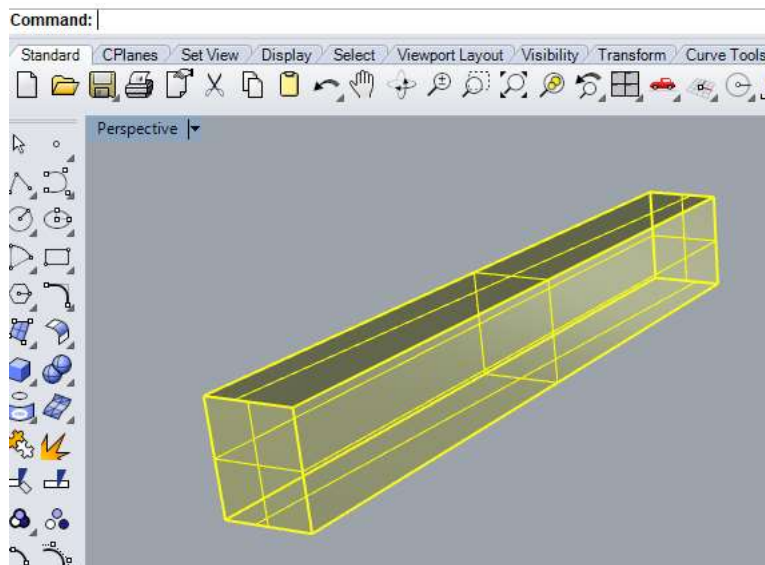 Command:
Standard CPlanes Set View Display Select Viewport Layout Visibility Transform Curve Tools
Perspective